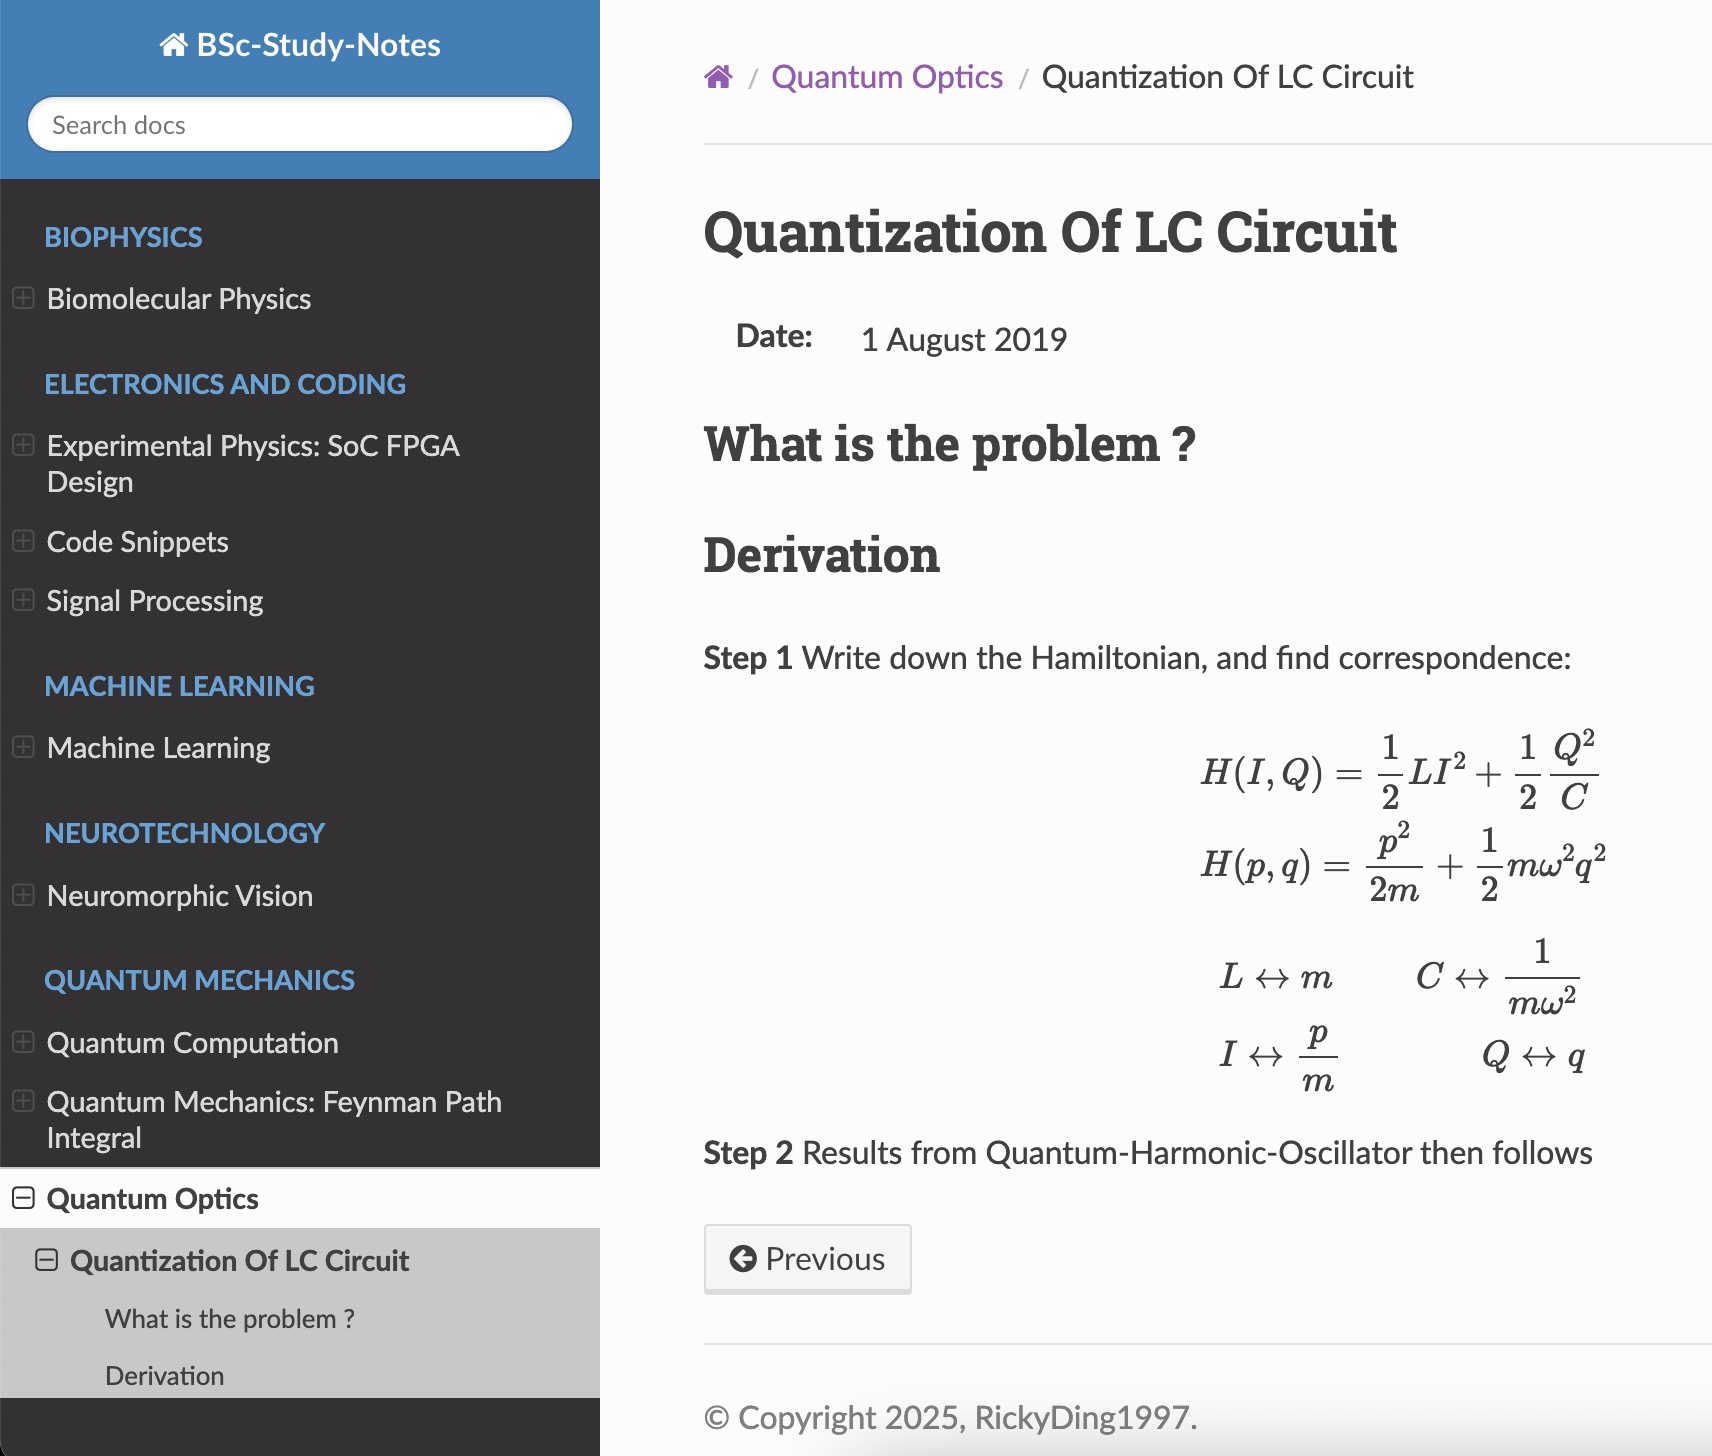 BSc-Study-Notes
Search docs
BIOPHYSICS
Biomolecular Physics
ELECTRONICS AND CODING
Experimental Physics: SoC FPGA
Design
Code Snippets
Signal Processing
MACHINE LEARNING
Machine Learning
NEUROTECHNOLOGY
Neuromorphic Vision
QUANTUM MECHANICS
Quantum Computation
Quantum Mechanics: Feynman Path
Integral
Quantum Optics
Quantization Of LC Circuit
What is the problem ?
Derivation
/ Quantum Optics / Quantization Of LC Circuit
Quantization Of LC Circuit
Date: 1 August 2019
What is the problem ?
Derivation
Step 1 Write down the Hamiltonian, and find correspondence:
$H(I, Q) = \frac{1}{2} L I^2 + \frac{1}{2} \frac{Q^2}{C}$
$H(p, q) = \frac{p^2}{2m} + \frac{1}{2} m \omega^2 q^2$
$L \leftrightarrow m \qquad C \leftrightarrow \frac{1}{m \omega^2}$
$I \leftrightarrow \frac{p}{m} \qquad Q \leftrightarrow q$
Step 2 Results from Quantum-Harmonic-Oscillator then follows
Previous
© Copyright 2025, RickyDing1997.